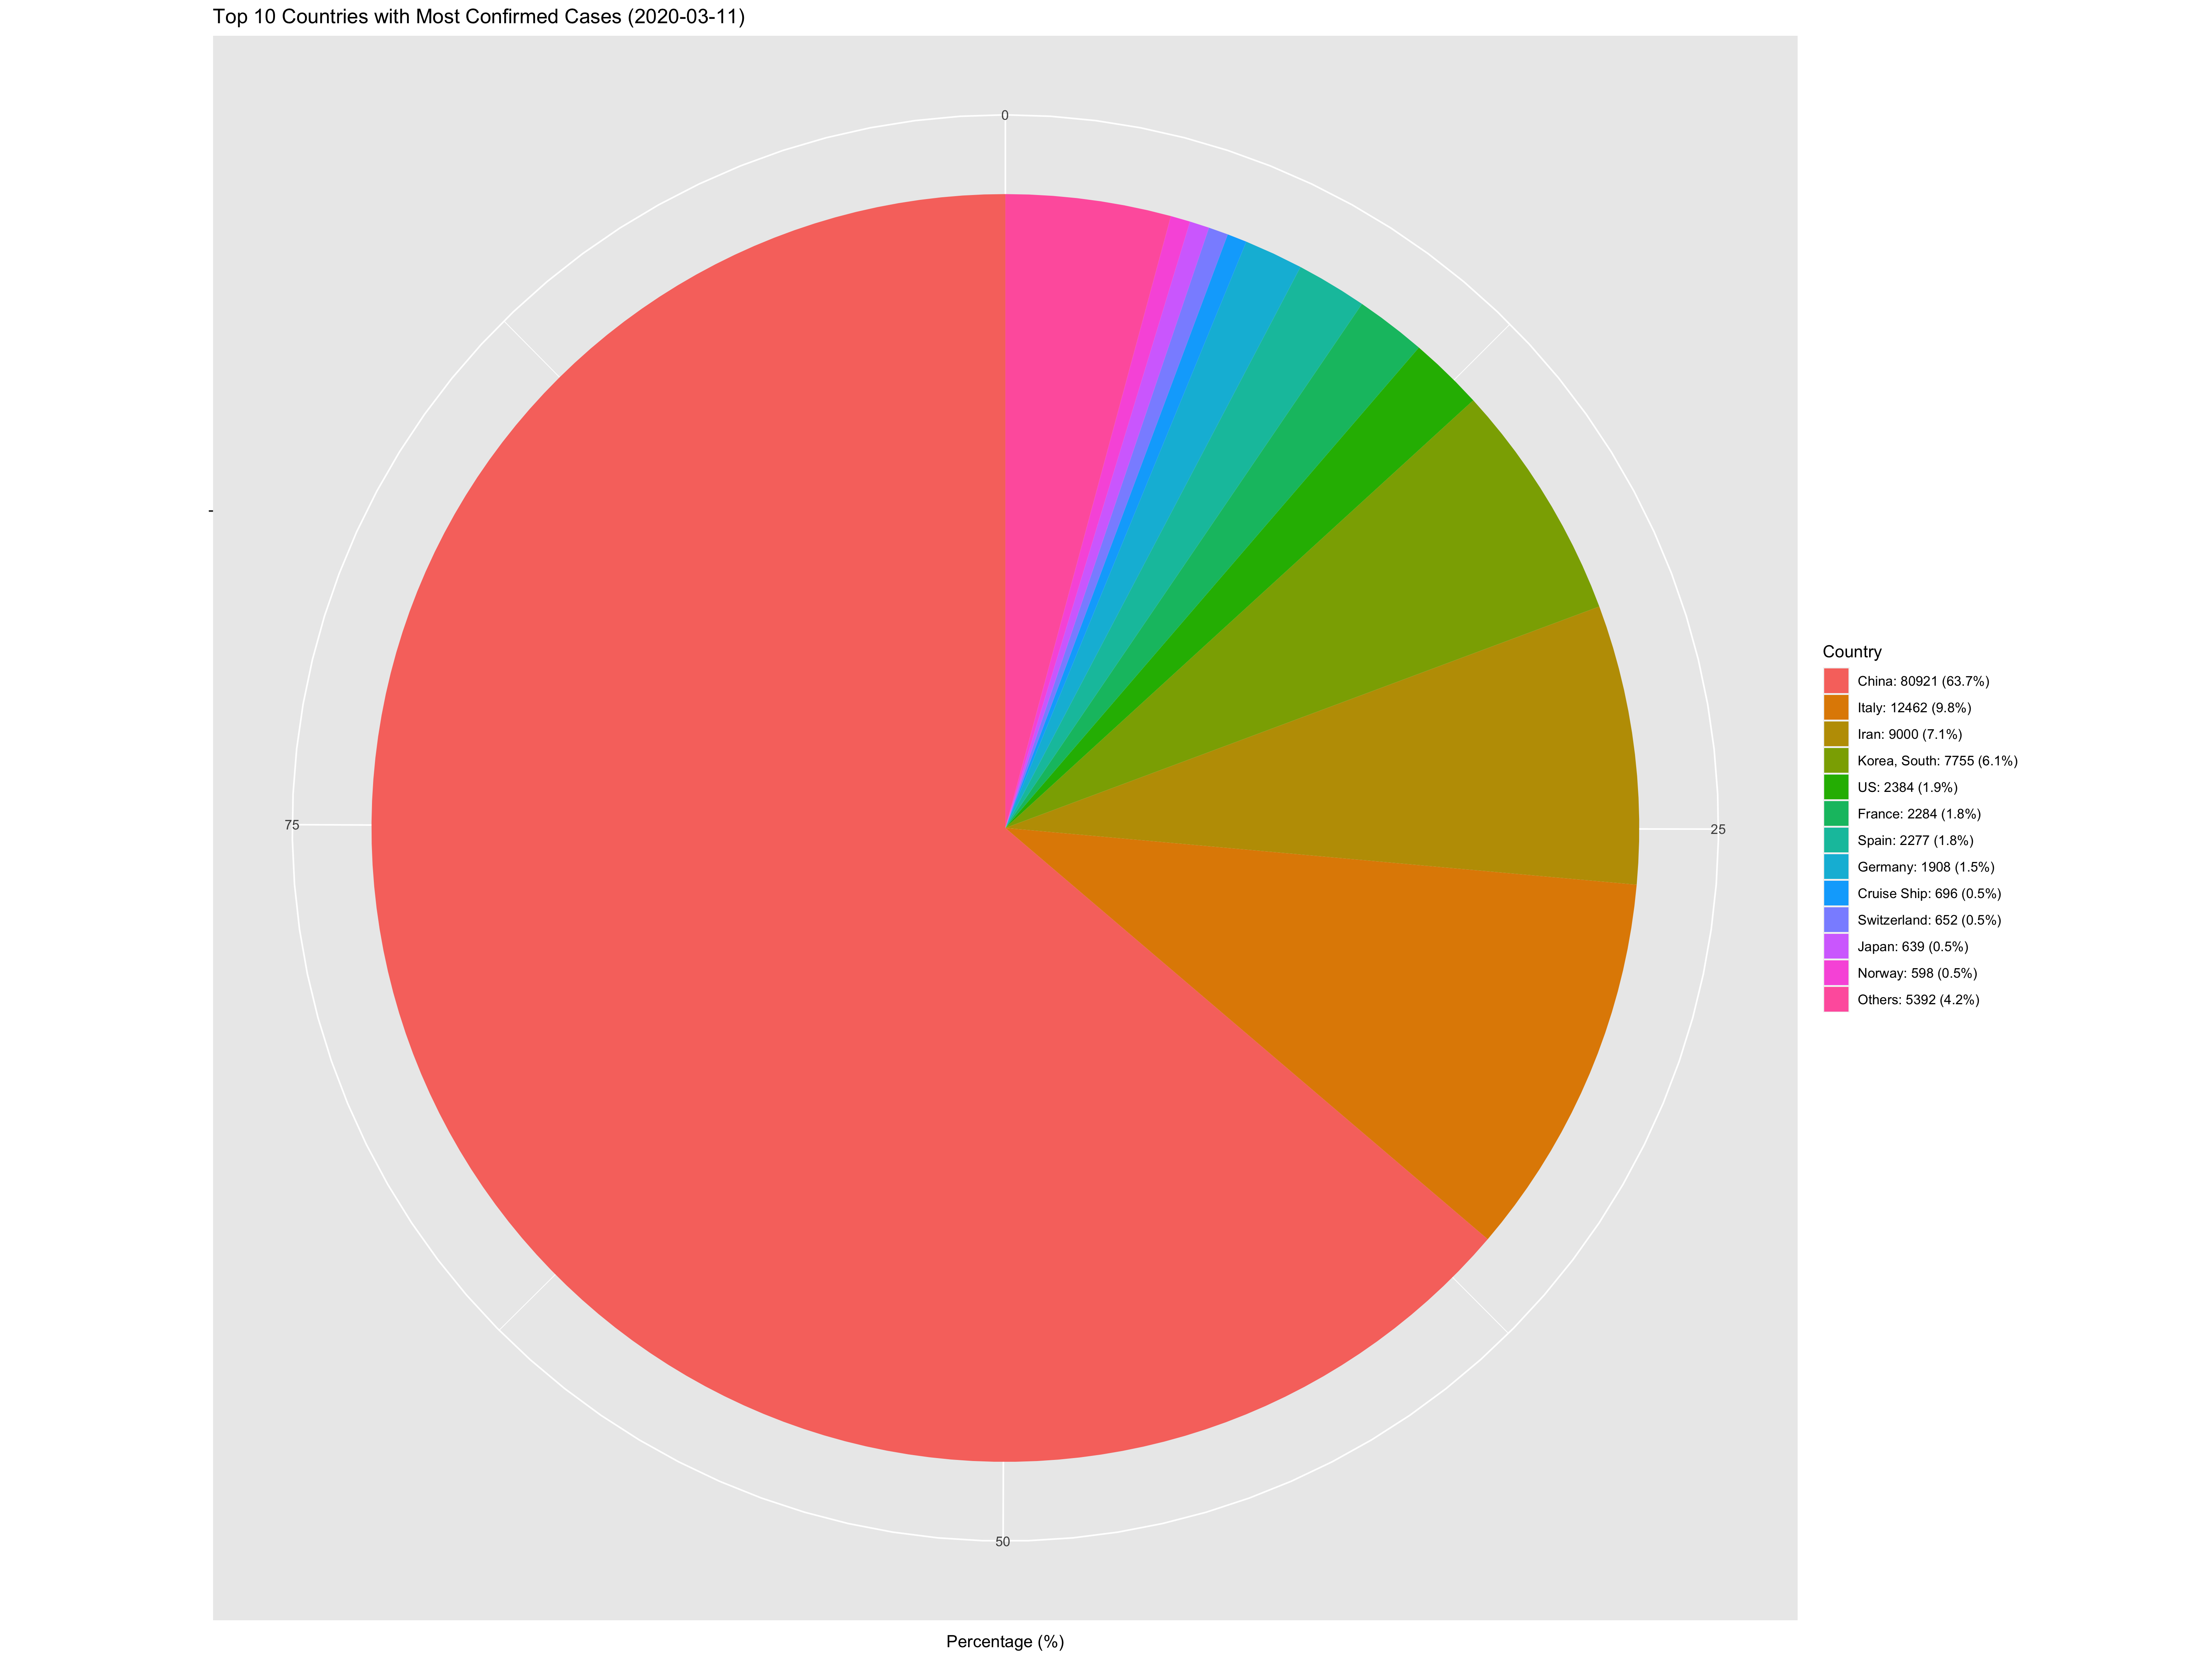 Top 10 Countries with Most Confirmed Cases (2020-03-11)
0
75
25
50
Percentage (%)
Country
China: 80921 (63.7%)
Italy: 12462 (9.8%)
Iran: 9000 (7.1%)
Korea, South: 7755 (6.1%)
US: 2384 (1.9%)
France: 2284 (1.8%)
Spain: 2277 (1.8%)
Germany: 1908 (1.5%)
Cruise Ship: 696 (0.5%)
Switzerland: 652 (0.5%)
Japan: 639 (0.5%)
Norway: 598 (0.5%)
Others: 5392 (4.2%)